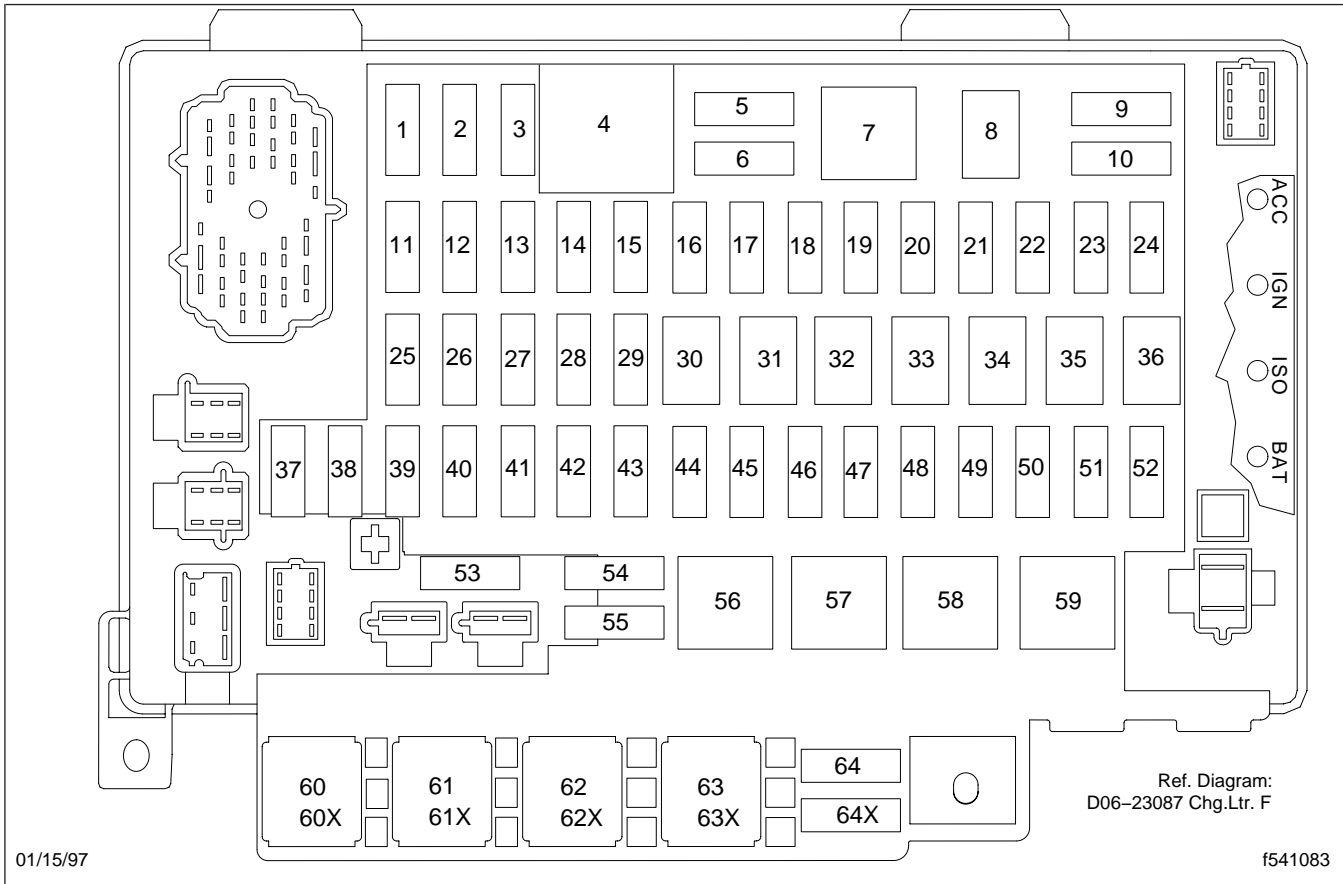 1 2 3 4 5 7 8 9
6 10
11 12 13 14 15 16 17 18 19 20 21 22 23 24
25 26 27 28 29 30 31 32 33 34 35 36
37 38 39 40 41 42 43 44 45 46 47 48 49 50 51 52
ACC
IGN
ISO
BAT
53 54
55 56 57 58 59
60 61 62 63 64
60X 61X 62X 63X 64X
Ref. Diagram:
D06–23087 Chg.Ltr. F
01/15/97
f541083